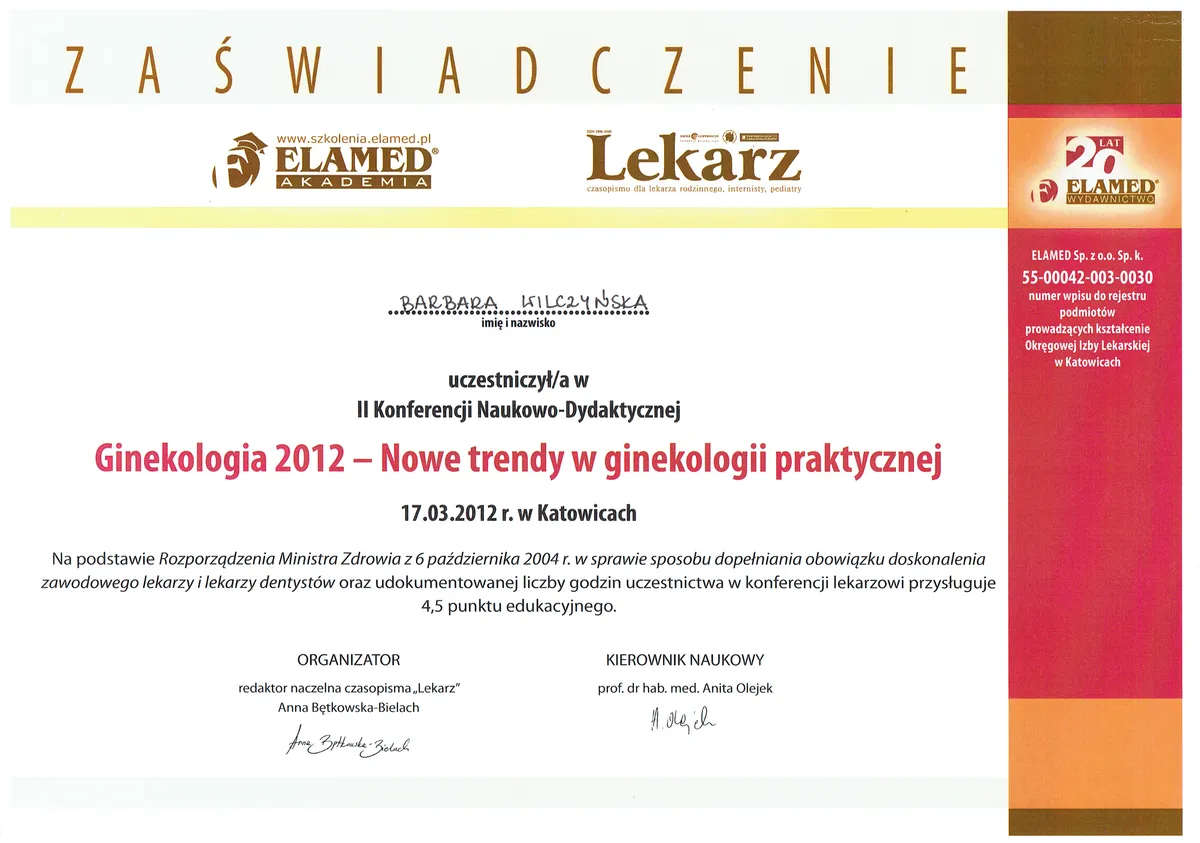 ZAŚWIADCZENIE
www.szkolenia.elamed.pl
ELAMED®
AKADEMIA
Lekarz
czasopismo dla lekarza rodzinnego, internisty, pediatry
20 LAT
ELAMED®
WYDAWNICTWO
ELAMED Sp. z o.o. Sp. k.
55-00042-003-0030
numer wpisu do rejestru
podmiotów
prowadzących kształcenie
Okręgowej Izby Lekarskiej
w Katowicach
BARBARA WILCZYŃSKA
imię i nazwisko
uczestniczył/a w
II Konferencji Naukowo-Dydaktycznej
Ginekologia 2012 – Nowe trendy w ginekologii praktycznej
17.03.2012 r. w Katowicach
Na podstawie Rozporządzenia Ministra Zdrowia z 6 października 2004 r. w sprawie sposobu dopełniania obowiązku doskonalenia
zawodowego lekarzy i lekarzy dentystów oraz udokumentowanej liczby godzin uczestnictwa w konferencji lekarzowi przysługuje
4,5 punktu edukacyjnego.
ORGANIZATOR
redaktor naczelna czasopisma „Lekarz”
Anna Bętkowska-Bielach
Anna Bętkowska-Bielach
KIEROWNIK NAUKOWY
prof. dr hab. med. Anita Olejek
A. Olejek